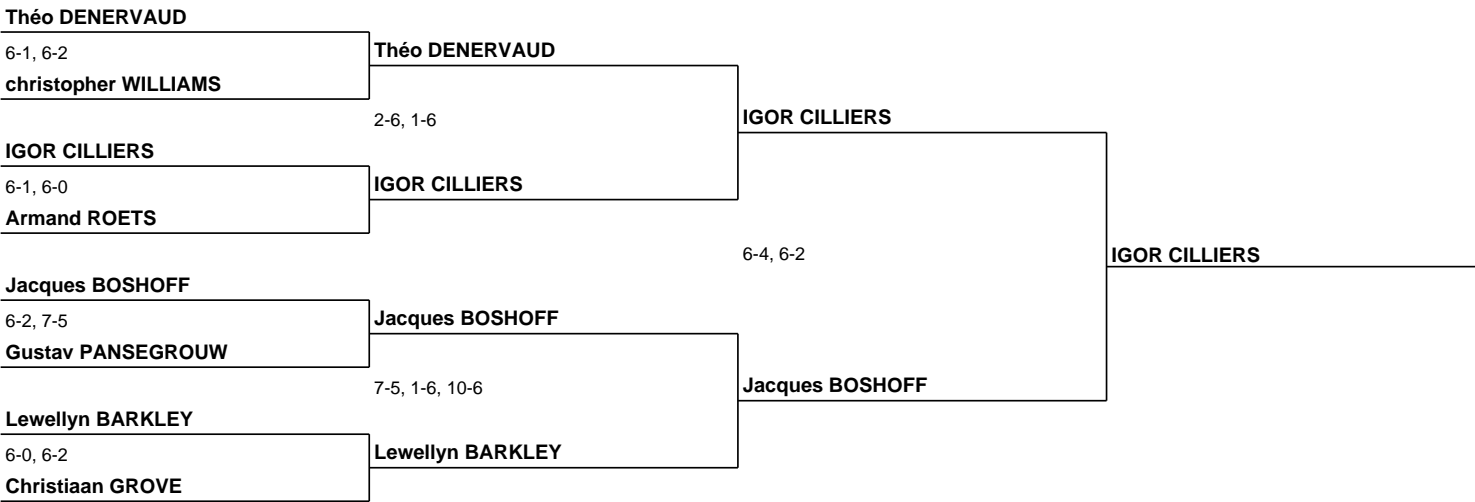 Théo DENERVAUD
6-1, 6-2
christopher WILLIAMS
IGOR CILLIERS
6-1, 6-0
Armand ROETS
Jacques BOSHOFF
6-2, 7-5
Gustav PANSEGROUW
Lewellyn BARKLEY
6-0, 6-2
Christiaan GROVE
Théo DENERVAUD
2-6, 1-6
IGOR CILLIERS
Jacques BOSHOFF
7-5, 1-6, 10-6
Lewellyn BARKLEY
IGOR CILLIERS
6-4, 6-2
Jacques BOSHOFF
IGOR CILLIERS